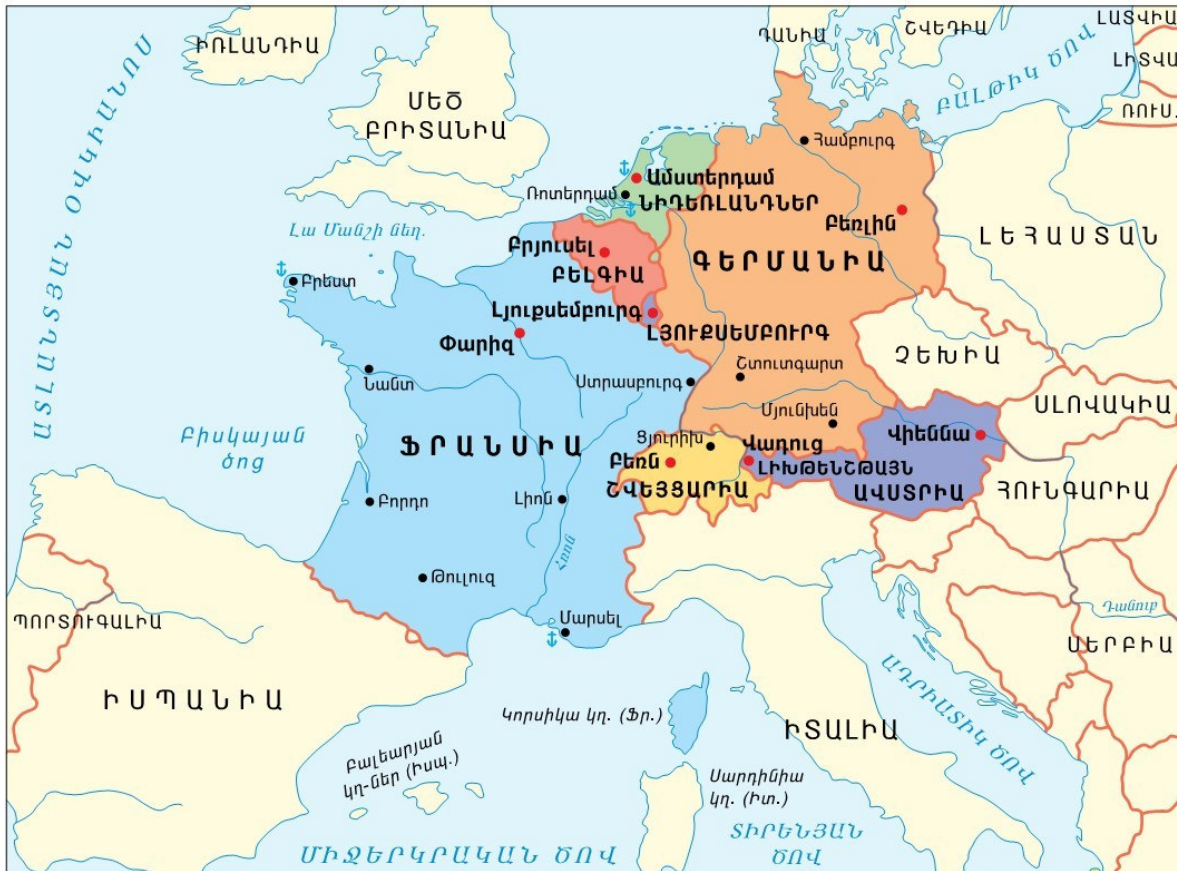 ԻՌԼԱՆԴԻԱ
ՄԵԾ
ԲՐԻՏԱՆԻԱ
ԴԱՆԻԱ
ՇՎԵԴԻԱ
ԼԱՏՎԻԱ
ԼԻՏՎԱ
ՌՈՒՍ.
ԲԱԼԹԻԿ ԾՈՎ
ԱՏԼԱՆՏՅԱՆ ՕՎԿԻԱՆՈՍ
Համբուրգ
Ամստերդամ
Ռոտերդամ
ՆԻԴԵՌԼԱՆԴՆԵՐ
Բեռլին
ԼԵՀԱՍՏԱՆ
Լա Մանշի նեղ.
Բրյուսել
ԲԵԼԳԻԱ
ԳԵՐՄԱՆԻԱ
Բրեստ
Լյուքսեմբուրգ
ԼՅՈՒՔՍԵՄԲՈՒՐԳ
Փարիզ
ՉԵԽԻԱ
Նանտ
Ստրասբուրգ
Շտուտգարտ
Մյունխեն
ՍԼՈՎԱԿԻԱ
Բիսկայան
ծոց
ՖՐԱՆՍԻԱ
Ցյուրիխ
Վադուց
Վիեննա
Բեռն
ԼԻԽԹԵՆՇԹԱՅՆ
ՇՎԵՅՑԱՐԻԱ
ԱՎՍՏՐԻԱ
ՀՈՒՆԳԱՐԻԱ
Բորդո
Լիոն
Հռոն
Թուլուզ
Մարսել
Դանուբ
ՊՈՐՏՈՒԳԱԼԻԱ
ՍԵՐԲԻԱ
ԻՍՊԱՆԻԱ
Կորսիկա կղ. (Ֆր.)
ԻՏԱԼԻԱ
ԱԴՐԻԱՏԻԿ ԾՈՎ
Բալեարյան
կղ-ներ (Իսպ.)
Սարդինիա
կղ. (Իտ.)
ՏԻՐԵՆՅԱՆ
ԾՈՎ
ՄԻՋԵՐԿՐԱԿԱՆ ԾՈՎ